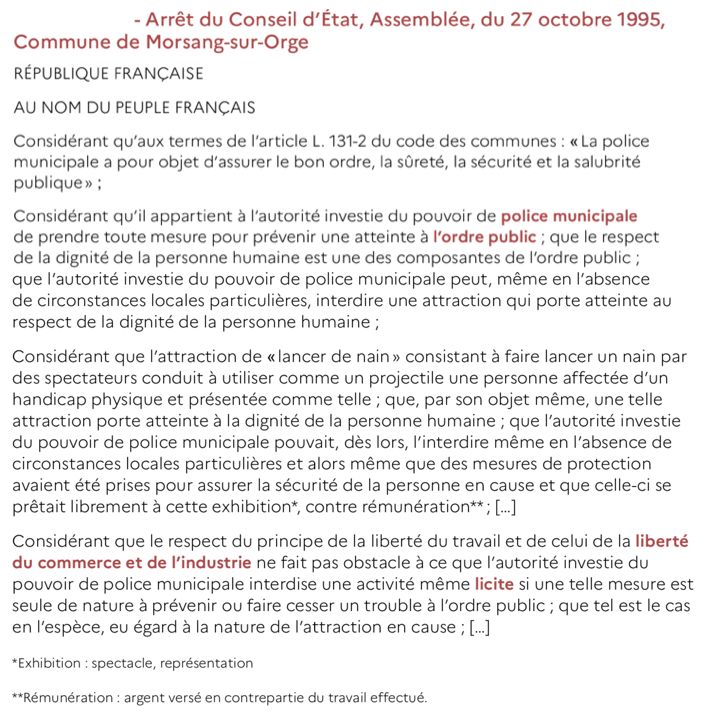 - Arrêt du Conseil d’État, Assemblée, du 27 octobre 1995,
Commune de Morsang-sur-Orge
RÉPUBLIQUE FRANÇAISE
AU NOM DU PEUPLE FRANÇAIS
Considérant qu’aux termes de l’article L. 131-2 du code des communes : « La police
municipale a pour objet d’assurer le bon ordre, la sûreté, la sécurité et la salubrité
publique » ;
Considérant qu’il appartient à l’autorité investie du pouvoir de police municipale
de prendre toute mesure pour prévenir une atteinte à l’ordre public ; que le respect
de la dignité de la personne humaine est une des composantes de l’ordre public ;
que l’autorité investie du pouvoir de police municipale peut, même en l’absence
de circonstances locales particulières, interdire une attraction qui porte atteinte au
respect de la dignité de la personne humaine ;
Considérant que l’attraction de « lancer de nain » consistant à faire lancer un nain par
des spectateurs conduit à utiliser comme un projectile une personne affectée d’un
handicap physique et présentée comme telle ; que, par son objet même, une telle
attraction porte atteinte à la dignité de la personne humaine ; que l’autorité investie
du pouvoir de police municipale pouvait, dès lors, l’interdire même en l’absence de
circonstances locales particulières et alors même que des mesures de protection
avaient été prises pour assurer la sécurité de la personne en cause et que celle-ci se
prêtait librement à cette exhibition*, contre rémunération** ; [...]
Considérant que le respect du principe de la liberté du travail et de celui de la liberté
du commerce et de l’industrie ne fait pas obstacle à ce que l’autorité investie du
pouvoir de police municipale interdise une activité même licite si une telle mesure est
seule de nature à prévenir ou faire cesser un trouble à l’ordre public ; que tel est le cas
en l’espèce, eu égard à la nature de l’attraction en cause ; [...]
*Exhibition : spectacle, représentation
**Rémunération : argent versé en contrepartie du travail effectué.